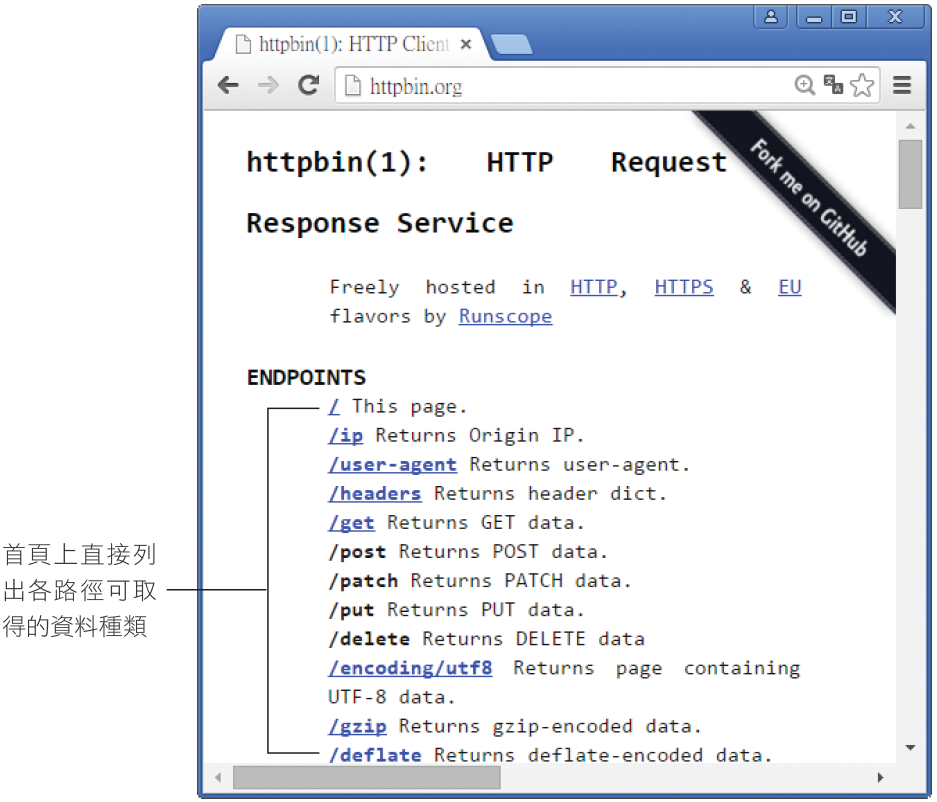 httpbin(1): HTTP Client
httpbin.org
Fork me on GitHub
httpbin(1): HTTP Request
Response Service
Freely hosted in HTTP, HTTPS & EU
flavors by Runscope
ENDPOINTS
/ This page.
/ip Returns Origin IP.
/user-agent Returns user-agent.
/headers Returns header dict.
/get Returns GET data.
/post Returns POST data.
/patch Returns PATCH data.
/put Returns PUT data.
/delete Returns DELETE data
/encoding/utf8 Returns page containing
UTF-8 data.
/gzip Returns gzip-encoded data.
/deflate Returns deflate-encoded data.
首頁上直接列
出各路徑可取
得的資料種類